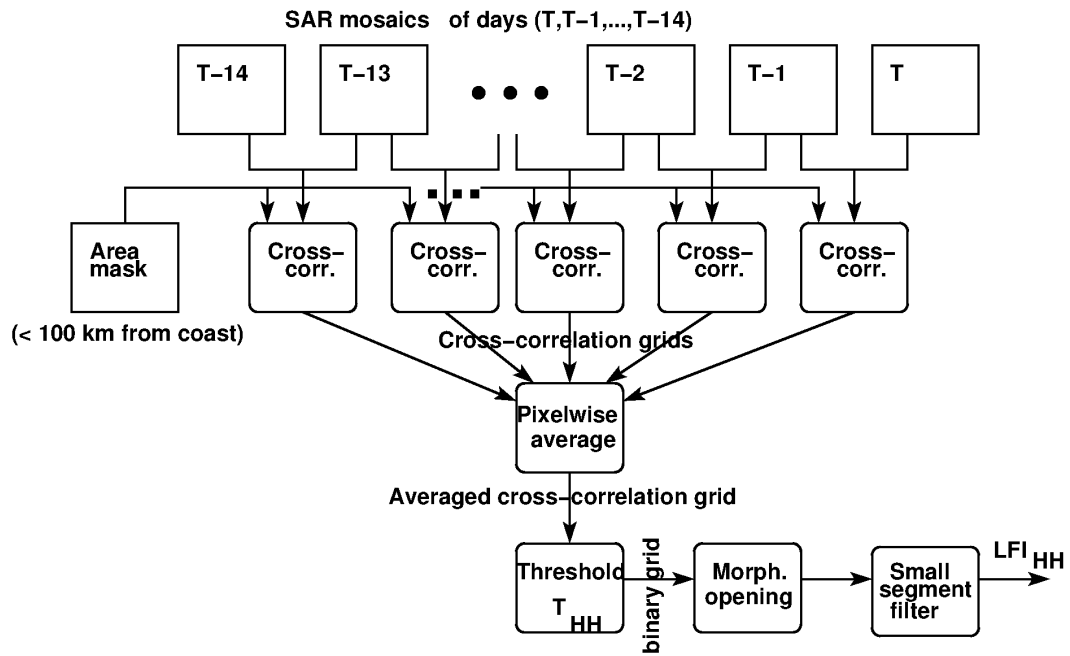 SAR mosaics of days (T,T−1,...,T−14)
T−14
T−13
T−2
T−1
T
Area
mask
(< 100 km from coast)
Cross−
corr.
Cross−
corr.
Cross−
corr.
Cross−
corr.
Cross−
corr.
Cross−correlation grids
Pixelwise
average
Averaged cross−correlation grid
Threshold
T HH
binary grid
Morph.
opening
Small
segment
filter
LFI HH